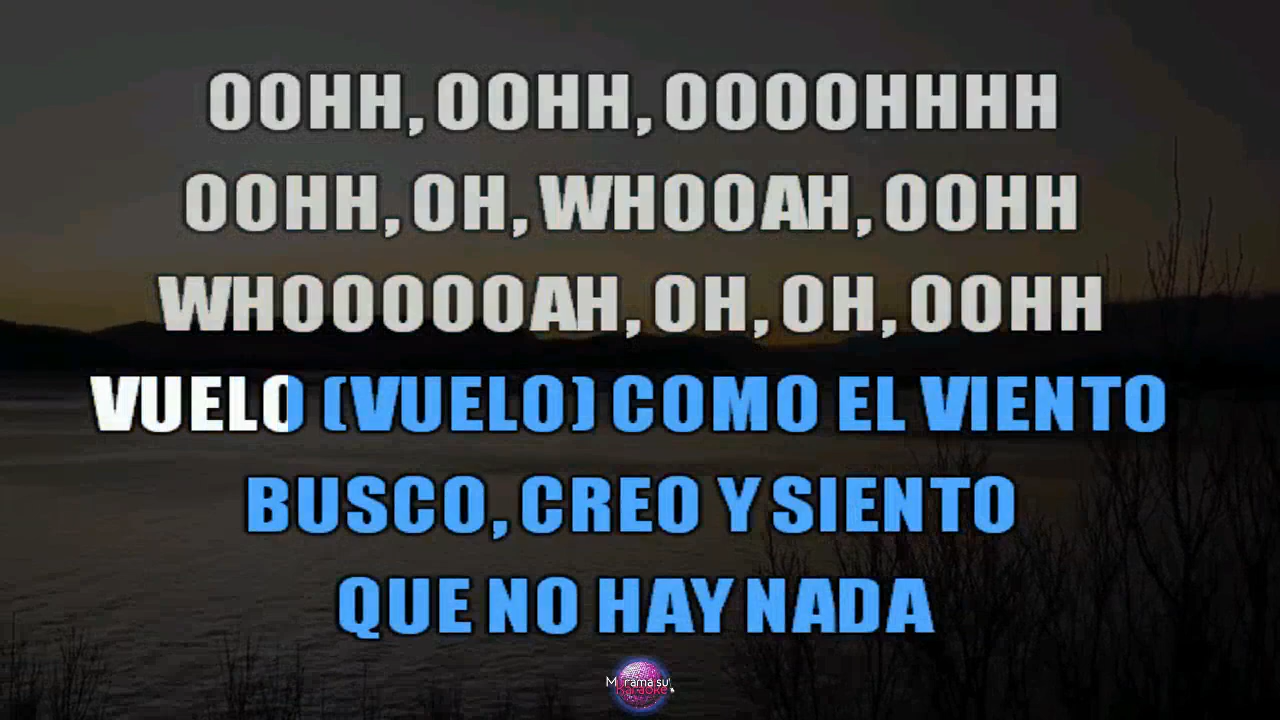 OOHH, OOHH, OOOOHHHH
OOHH, OH, WHOOAH, OOHH
WHOOOOOAH, OH, OH, OOHH
VUELO (VUELO) COMO EL VIENTO
BUSCO, CREO Y SIENTO
QUE NO HAY NADA
Karaoke